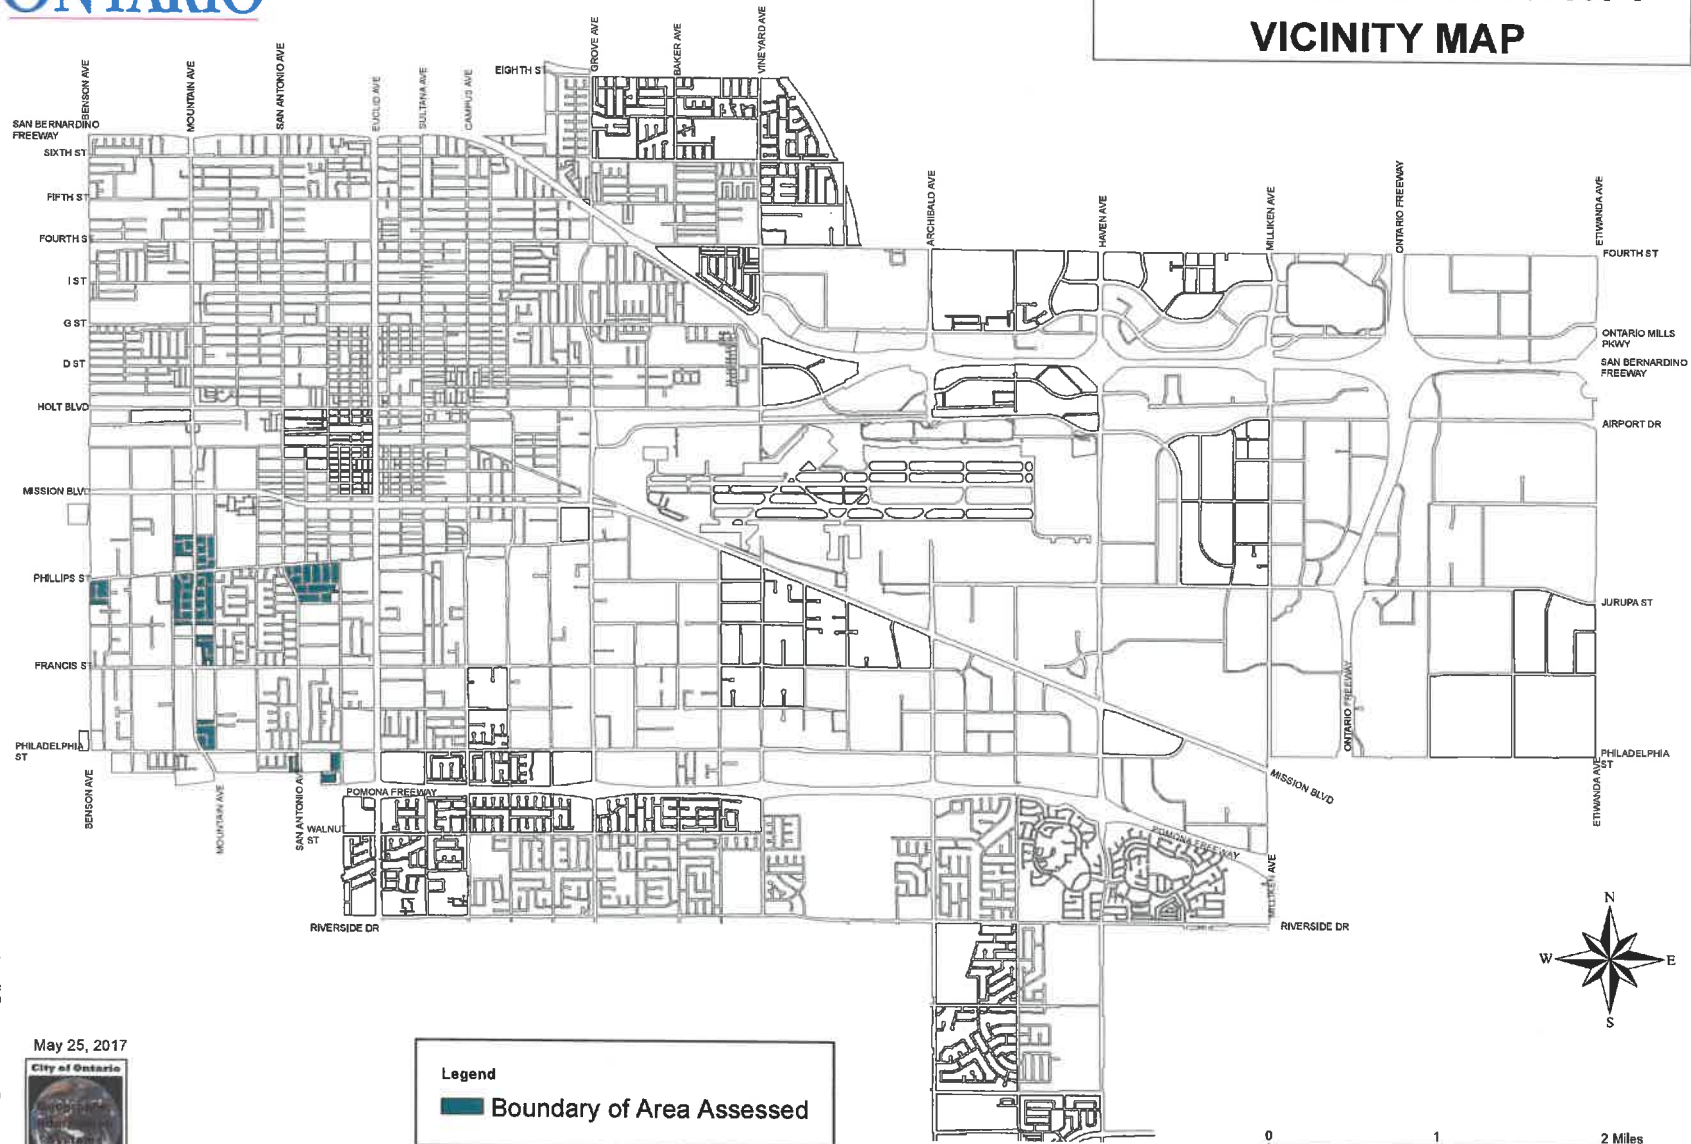 ONTARIO
VICINITY MAP
BENSON AVE
MOUNTAIN AVE
SAN ANTONIO AVE
EUCLID AVE
SULTANA AVE
CAMPUS AVE
EIGHTH ST
GROVE AVE
BAKER AVE
VINEYARD AVE
ARCHIBALD AVE
HAVEN AVE
MILLIKEN AVE
ONTARIO FREEWAY
ETIWANDA AVE
SAN BERNARDINO
FREEWAY
SIXTH ST
FIFTH ST
FOURTH S
I ST
G ST
D ST
HOLT BLVD
MISSION BLVD
PHILLIPS ST
FRANCIS ST
PHILADELPHIA
ST
FOURTH ST
ONTARIO MILLS
PKWY
SAN BERNARDINO
FREEWAY
AIRPORT DR
JURUPA ST
ONTARIO FREEWAY
PHILADELPHIA
ST
ETIWANDA AVE
MISSION BLVD
BENSON AVE
MOUNTAIN AVE
SAN ANTONIO AV
POMONA FREEWAY
WALNUT
ST
POMONA FREEWAY
MILLIKEN AVE
RIVERSIDE DR
RIVERSIDE DR
N
W
E
S
May 25, 2017
City of Ontario
Legend
Boundary of Area Assessed
0
1
2 Miles